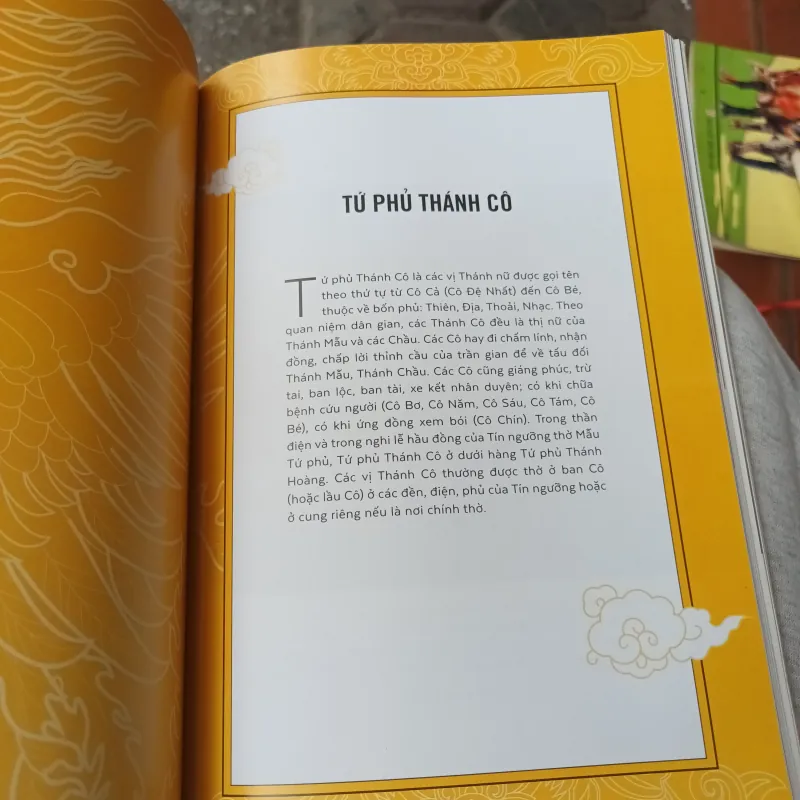 TỨ PHỦ THÁNH CÔ
Tứ phủ Thánh Cô là các vị Thánh nữ được gọi tên
theo thứ tự từ Cô Cả (Cô Đệ Nhất) đến Cô Bé,
thuộc về bốn phủ: Thiên, Địa, Thoải, Nhạc. Theo
quan niệm dân gian, các Thánh Cô đều là thị nữ của
Thánh Mẫu và các Chầu. Các Cô hay đi chấm lính, nhận
đồng, chấp lời thỉnh cầu của trần gian để về tấu đối
Thánh Mẫu, Thánh Chầu. Các Cô cũng giáng phúc, trừ
tai, ban lộc, ban tài, xe kết nhân duyên; có khi chữa
bệnh cứu người (Cô Bơ, Cô Năm, Cô Sáu, Cô Tám, Cô
Bé), có khi ứng đồng xem bói (Cô Chín). Trong thần
điện và trong nghi lễ hầu đồng của Tín ngưỡng thờ Mẫu
Tứ phủ, Tứ phủ Thánh Cô ở dưới hàng Tứ phủ Thánh
Hoàng. Các vị Thánh Cô thường được thờ ở ban Cô
(hoặc lầu Cô) ở các đền, điện, phủ của Tín ngưỡng hoặc
ở cung riêng nếu là nơi chính thờ.